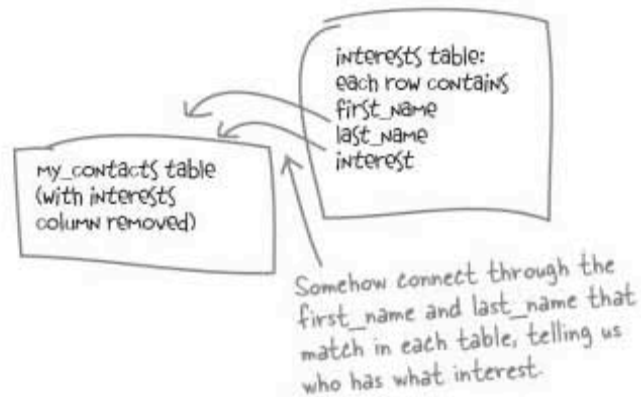 interests table:
each row contains
first_name
last_name
interest
my_contacts table
(with interests
column removed)
Somehow connect through the
first_name and last_name that
match in each table, telling us
who has what interest.